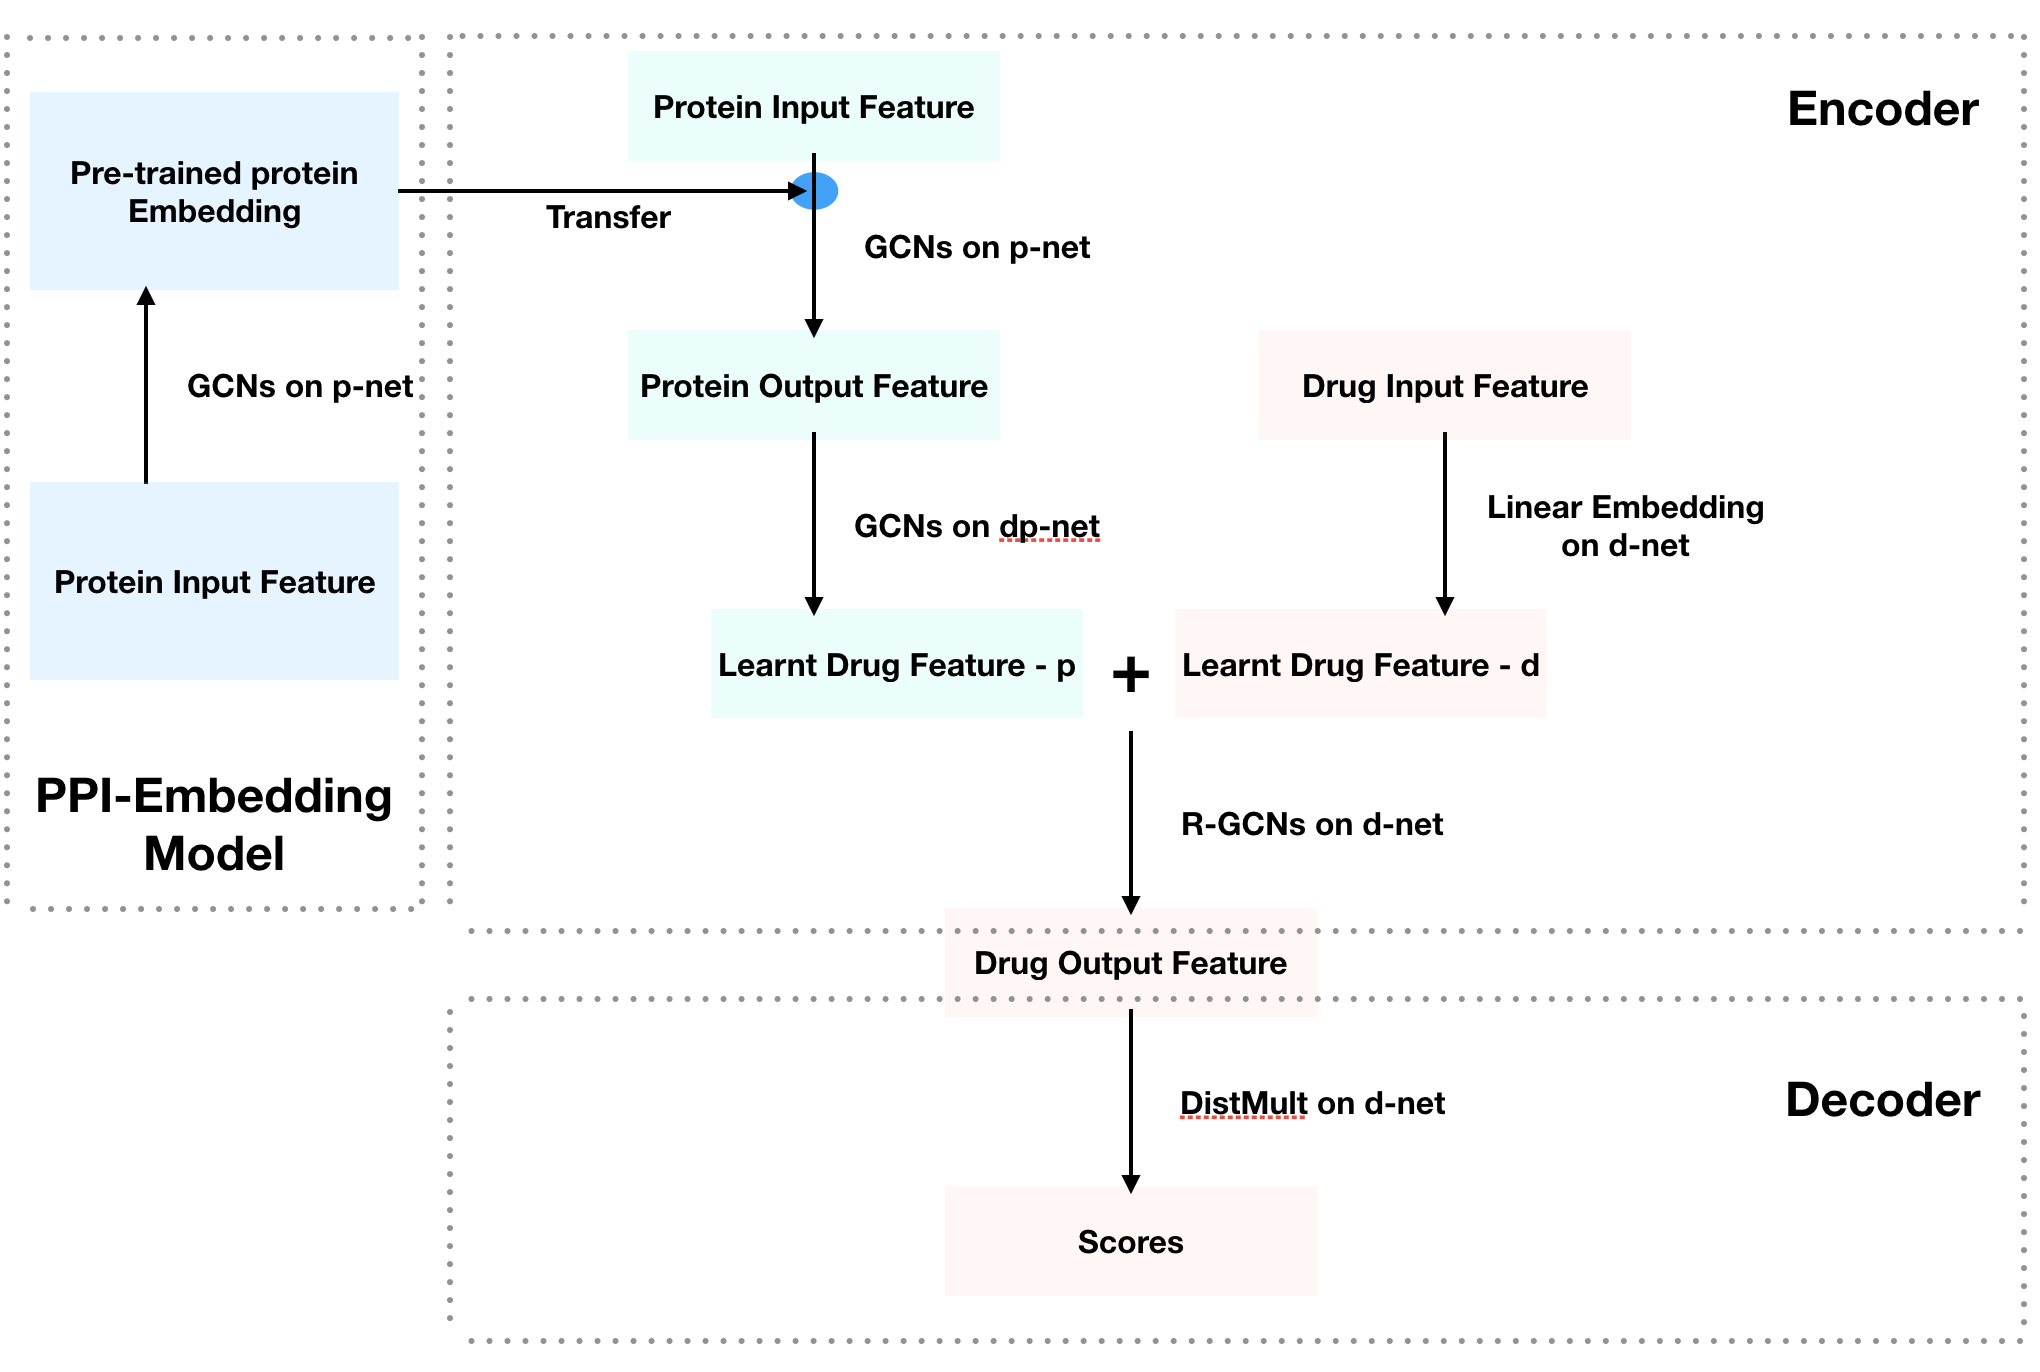 Pre-trained protein
Embedding
GCNs on p-net
Protein Input Feature
PPI-Embedding
Model
Encoder
Protein Input Feature
Transfer
GCNs on p-net
Protein Output Feature
Drug Input Feature
GCNs on dp-net
Linear Embedding
on d-net
Learnt Drug Feature - p
+
Learnt Drug Feature - d
R-GCNs on d-net
Drug Output Feature
Decoder
DistMult on d-net
Scores